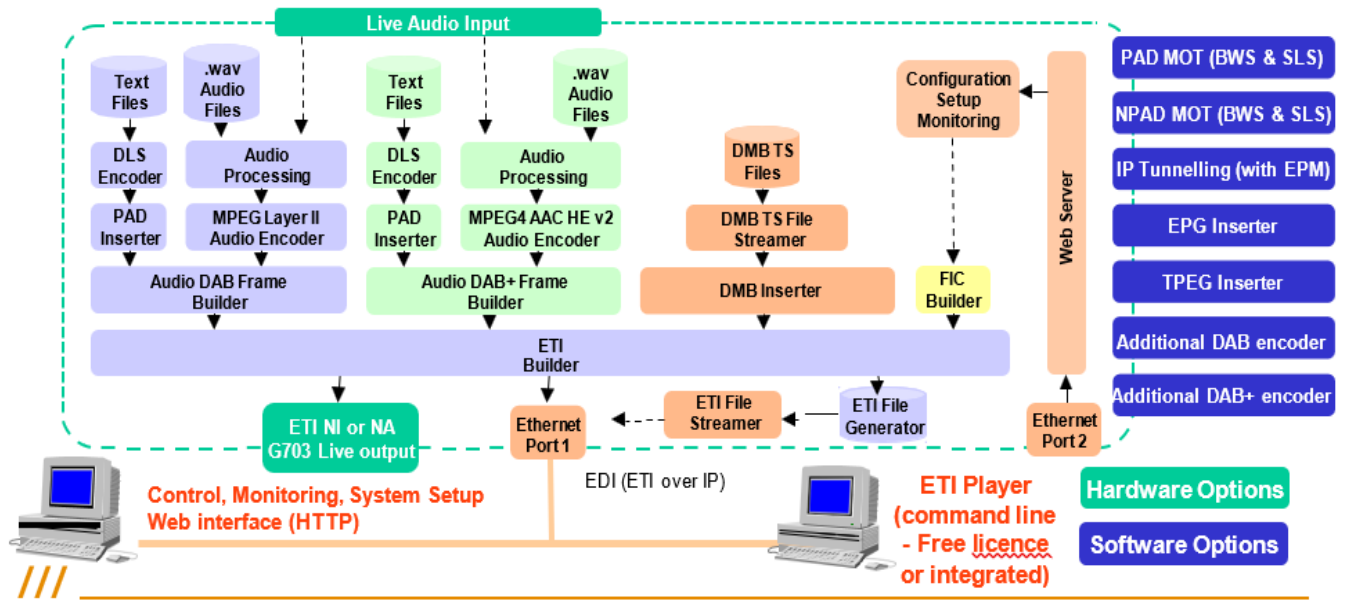 Live Audio Input
Text
Files
.wav
Audio
Files
Text
Files
.wav
Audio
Files
Configuration
Setup
Monitoring
DLS
Encoder
Audio
Processing
DLS
Encoder
Audio
Processing
DMB TS
Files
PAD
Inserter
MPEG Layer II
Audio Encoder
PAD
Inserter
MPEG4 AAC HE v2
Audio Encoder
DMB TS File
Streamer
Web Server
Audio DAB Frame
Builder
Audio DAB+ Frame
Builder
DMB Inserter
FIC
Builder
ETI
Builder
ETI NI or NA
G703 Live output
Ethernet
Port 1
ETI File
Streamer
ETI File
Generator
Ethernet
Port 2
PAD MOT (BWS & SLS)
NPAD MOT (BWS & SLS)
IP Tunnelling (with EPM)
EPG Inserter
TPEG Inserter
Additional DAB encoder
Additional DAB+ encoder
Control, Monitoring, System Setup
Web interface (HTTP)
EDI (ETI over IP)
ETI Player
(command line
- Free licence
or integrated)
Hardware Options
Software Options